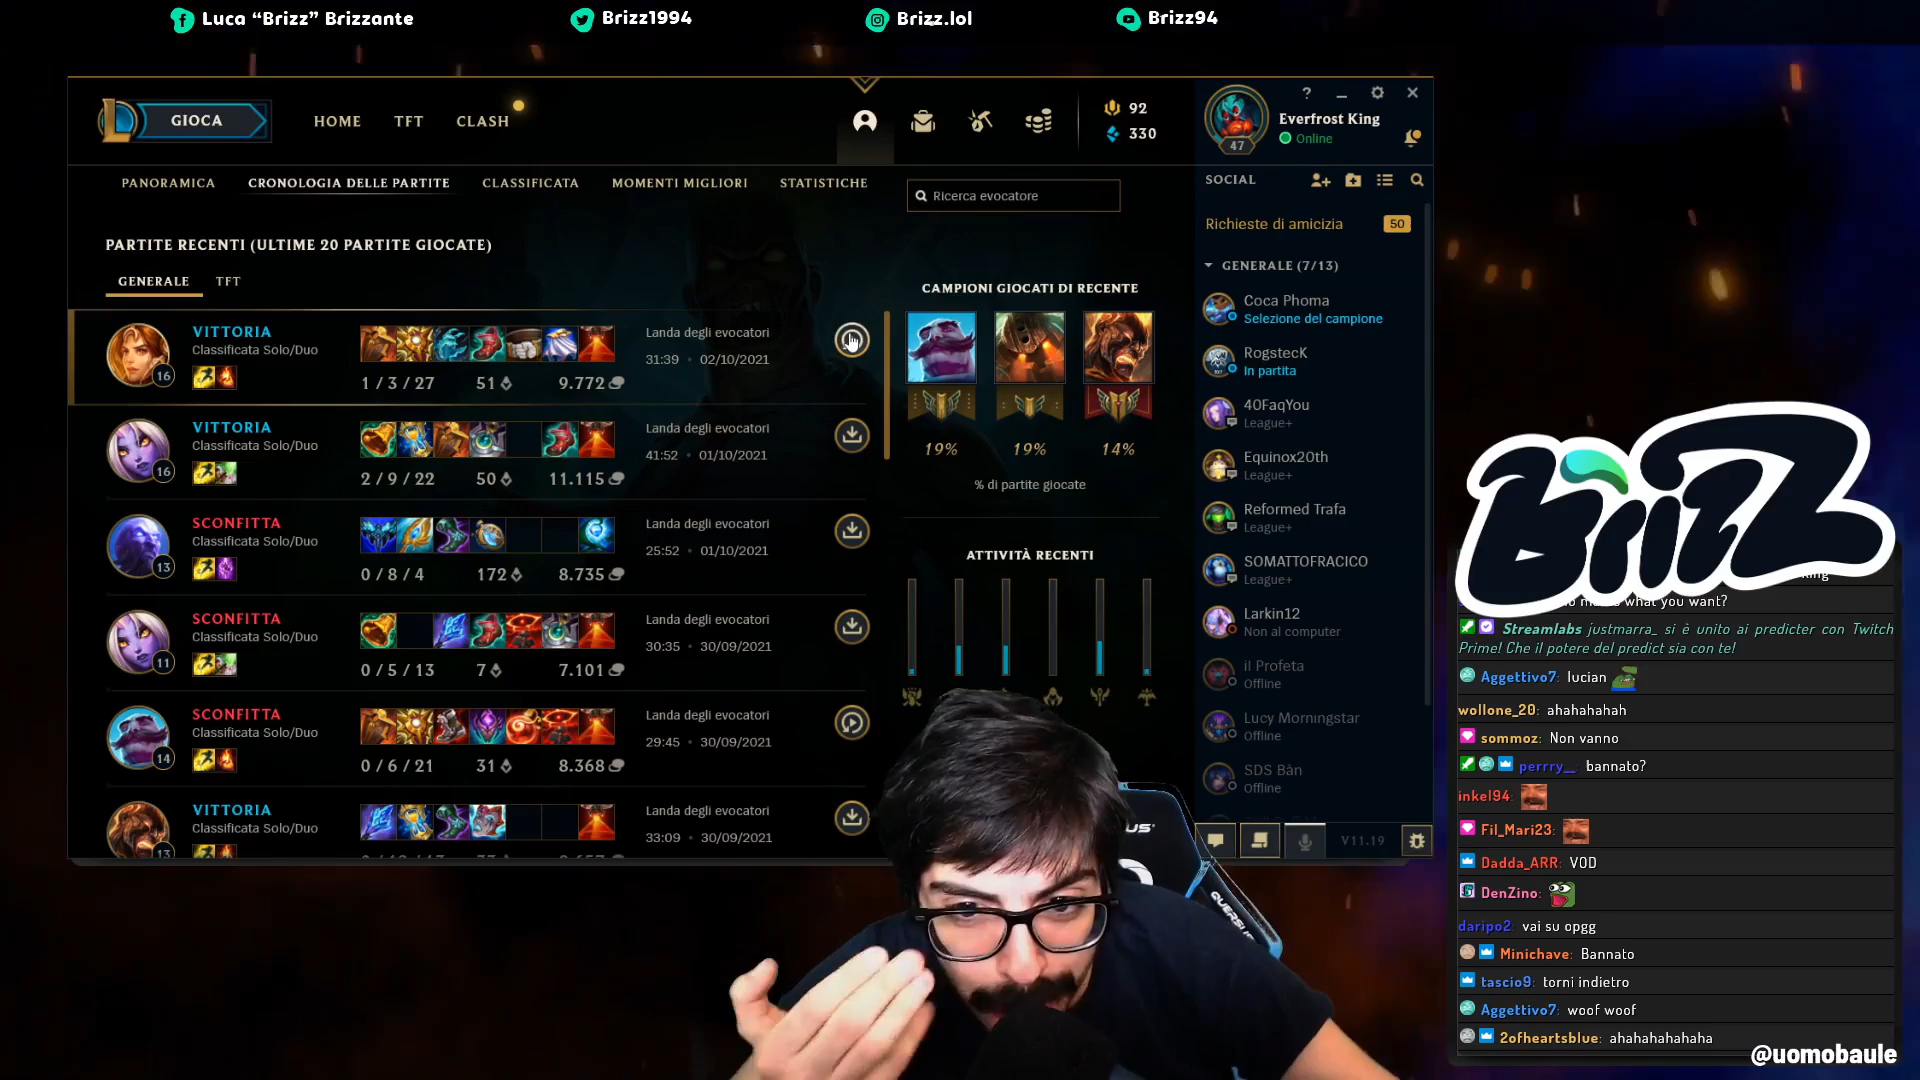 Luca “Brizz” Brizzante
Brizz1994
Brizz.lol
Brizz94
GIOCA
HOME
TFT
CLASH
92
330
47
?
Everfrost King
Online
PANORAMICA
CRONOLOGIA DELLE PARTITE
CLASSIFICATA
MOMENTI MIGLIORI
STATISTICHE
Ricerca evocatore
PARTITE RECENTI (ULTIME 20 PARTITE GIOCATE)
GENERALE
TFT
VITTORIA
Classificata Solo/Duo
16
1 / 3 / 27
51
9.772
Landa degli evocatori
31:39 • 02/10/2021
VITTORIA
Classificata Solo/Duo
16
2 / 9 / 22
50
11.115
Landa degli evocatori
41:52 • 01/10/2021
SCONFITTA
Classificata Solo/Duo
13
0 / 8 / 4
172
8.735
Landa degli evocatori
25:52 • 01/10/2021
SCONFITTA
Classificata Solo/Duo
11
0 / 5 / 13
7
7.101
Landa degli evocatori
30:35 • 30/09/2021
SCONFITTA
Classificata Solo/Duo
14
0 / 6 / 21
31
8.368
Landa degli evocatori
29:45 • 30/09/2021
VITTORIA
Classificata Solo/Duo
13
Landa degli evocatori
33:09 • 30/09/2021
CAMPIONI GIOCATI DI RECENTE
19%
19%
14%
% di partite giocate
ATTIVITÀ RECENTI
SOCIAL
Richieste di amicizia
50
GENERALE (7/13)
Coca Phoma
Selezione del campione
RogstecK
In partita
40FaqYou
League+
Equinox20th
League+
Reformed Trafa
League+
SOMATTOFRACICO
League+
Larkin12
Non al computer
il Profeta
Offline
Lucy Morningstar
Offline
SDS Bàn
Offline
V11.19
QUERSUS
BriZZ
what you want?
Streamlabs justmarra_ si è unito ai predicter con Twitch
Prime! Che il potere del predict sia con te!
Aggettivo7: lucian
wollone_20: ahahahahah
sommoz: Non vanno
perrry__: bannato?
inkel94:
Fil_Mari23:
Dadda_ARR: VOD
DenZino:
daripo2: vai su opgg
Minichave: Bannato
tascio9: torni indietro
Aggettivo7: woof woof
2ofheartsblue: ahahahahahaha
@uomobaule